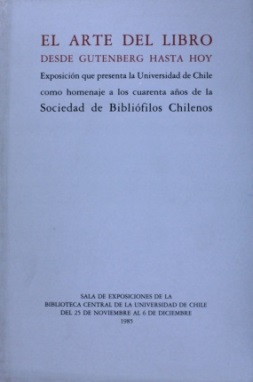 EL ARTE DEL LIBRO
DESDE GUTENBERG HASTA HOY
Exposición que presenta la Universidad de Chile
como homenaje a los cuarenta años de la
Sociedad de Bibliófilos Chilenos
SALA DE EXPOSICIONES DE LA
BIBLIOTECA CENTRAL DE LA UNIVERSIDAD DE CHILE
DEL 25 DE NOVIEMBRE AL 6 DE DICIEMBRE
1985